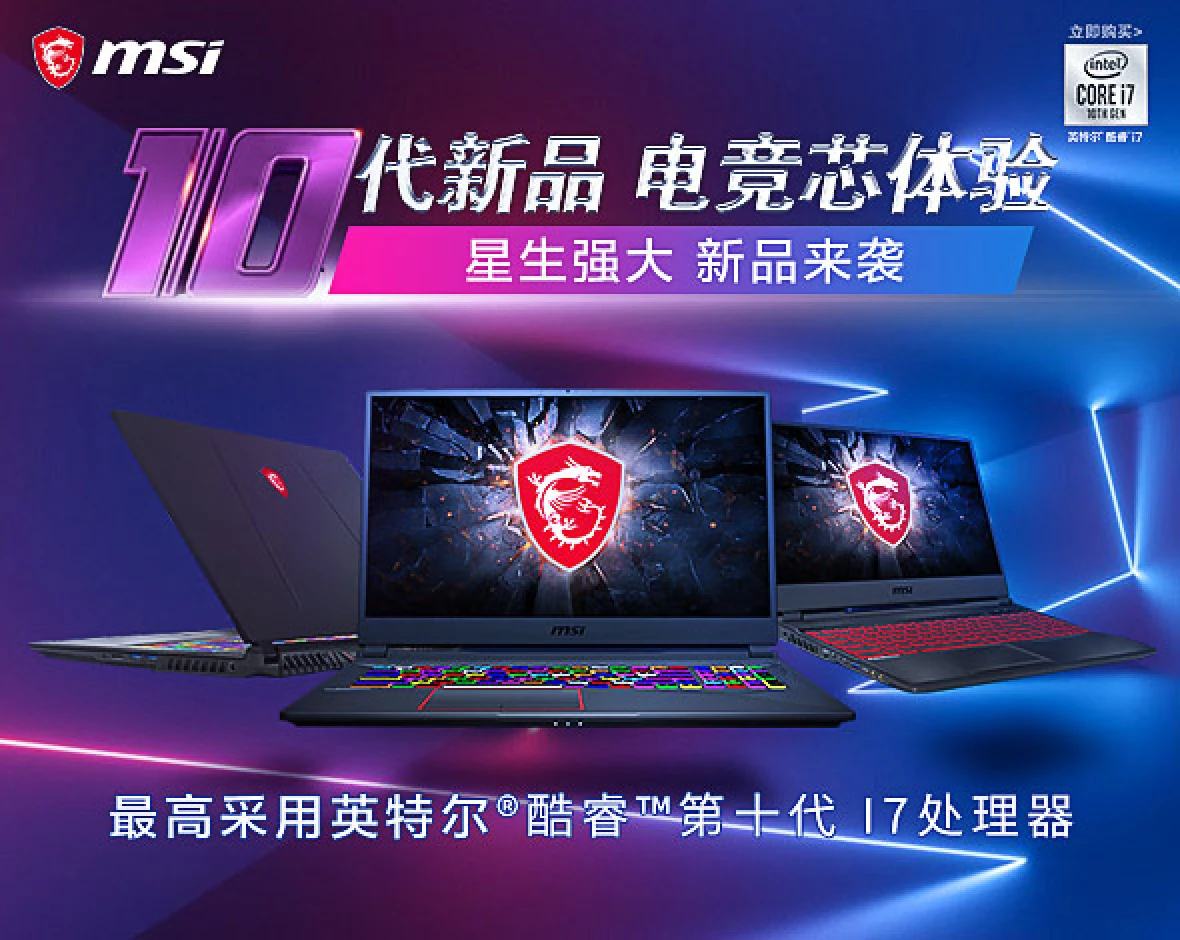 msi
立即购买>
intel
CORE i7
10TH GEN
英特尔® 酷睿™ i7
10代新品 电竞芯体验
星生强大 新品来袭
msi
msi
最高采用英特尔®酷睿™第十代 I7处理器